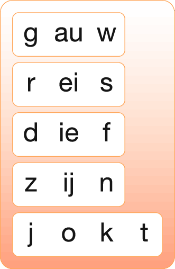 g au w
r ei s
d ie f
z ij n
j o k t